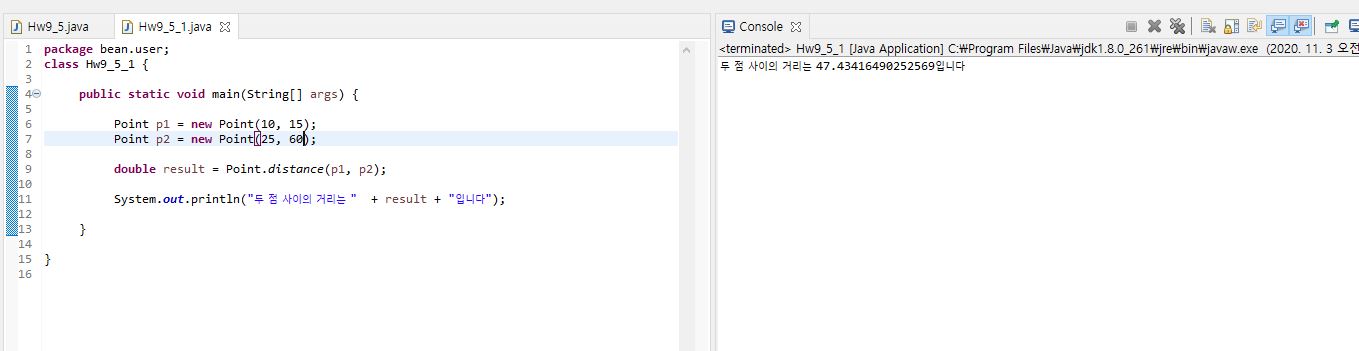 Hw9_5.java
Hw9_5_1.java
1 package bean.user;
2 class Hw9_5_1 {
3
4 public static void main(String[] args) {
5
6 Point p1 = new Point(10, 15);
7 Point p2 = new Point(25, 60);
8
9 double result = Point.distance(p1, p2);
10
11 System.out.println("두 점 사이의 거리는 " + result + "입니다");
12
13 }
14
15 }
16
Console
<terminated> Hw9_5_1 [Java Application] C:₩Program Files₩Java₩jdk1.8.0_261₩jre₩bin₩javaw.exe (2020. 11. 3 오전
두 점 사이의 거리는 47.43416490252569입니다